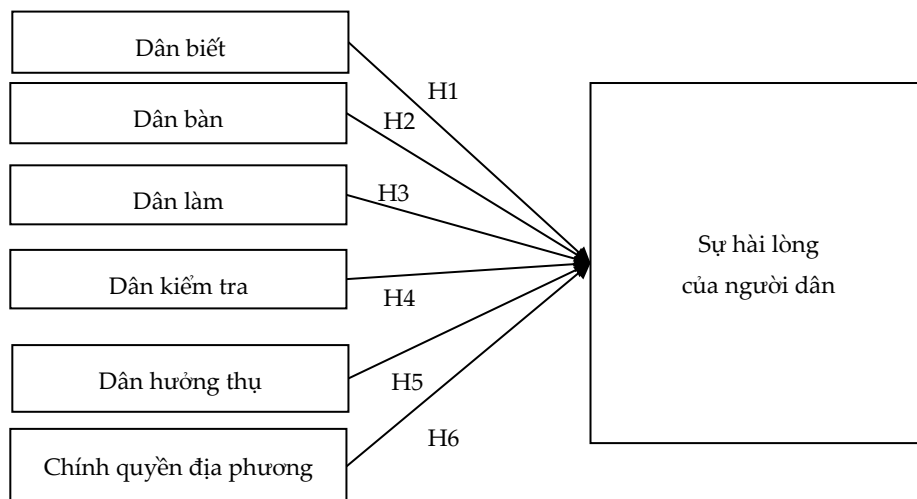 Dân biết
H1
Dân bàn
H2
Dân làm
H3
Dân kiểm tra
H4
Dân hưởng thụ
H5
Chính quyền địa phương
H6
Sự hài lòng
của người dân